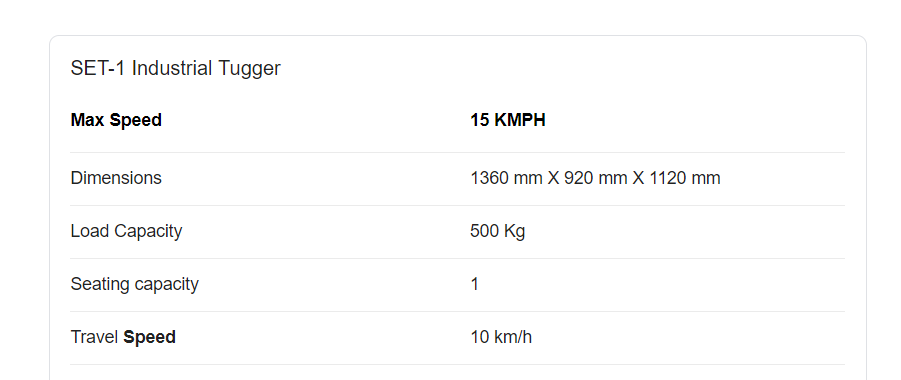 SET-1 Industrial Tugger
Max Speed 15 KMPH
Dimensions 1360 mm X 920 mm X 1120 mm
Load Capacity 500 Kg
Seating capacity 1
Travel Speed 10 km/h